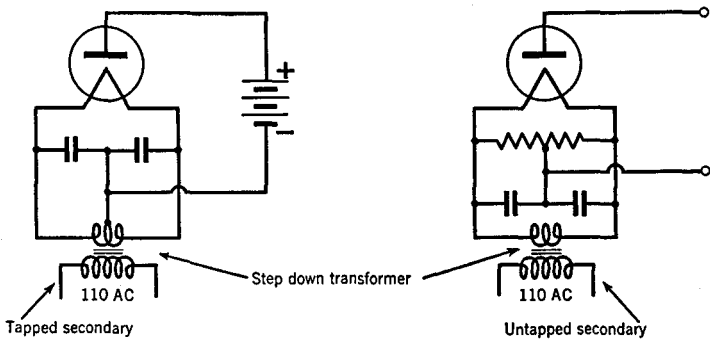 +
−
Step down transformer
110 AC
110 AC
Tapped secondary
Untapped secondary